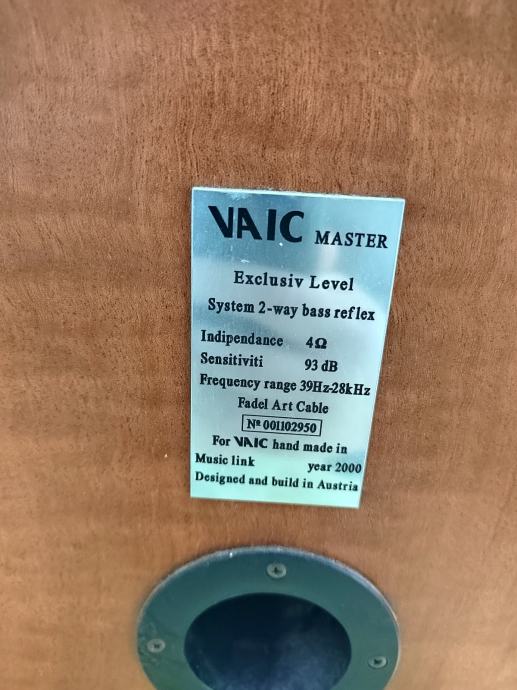 VAIC MASTER
Exclusiv Level
System 2-way bass reflex
Indipendance 4Ω
Sensitiviti 93 dB
Frequency range 39Hz-28kHz
Fadel Art Cable
Nº 001102950
For VAIC hand made in
Music link year 2000
Designed and build in Austria